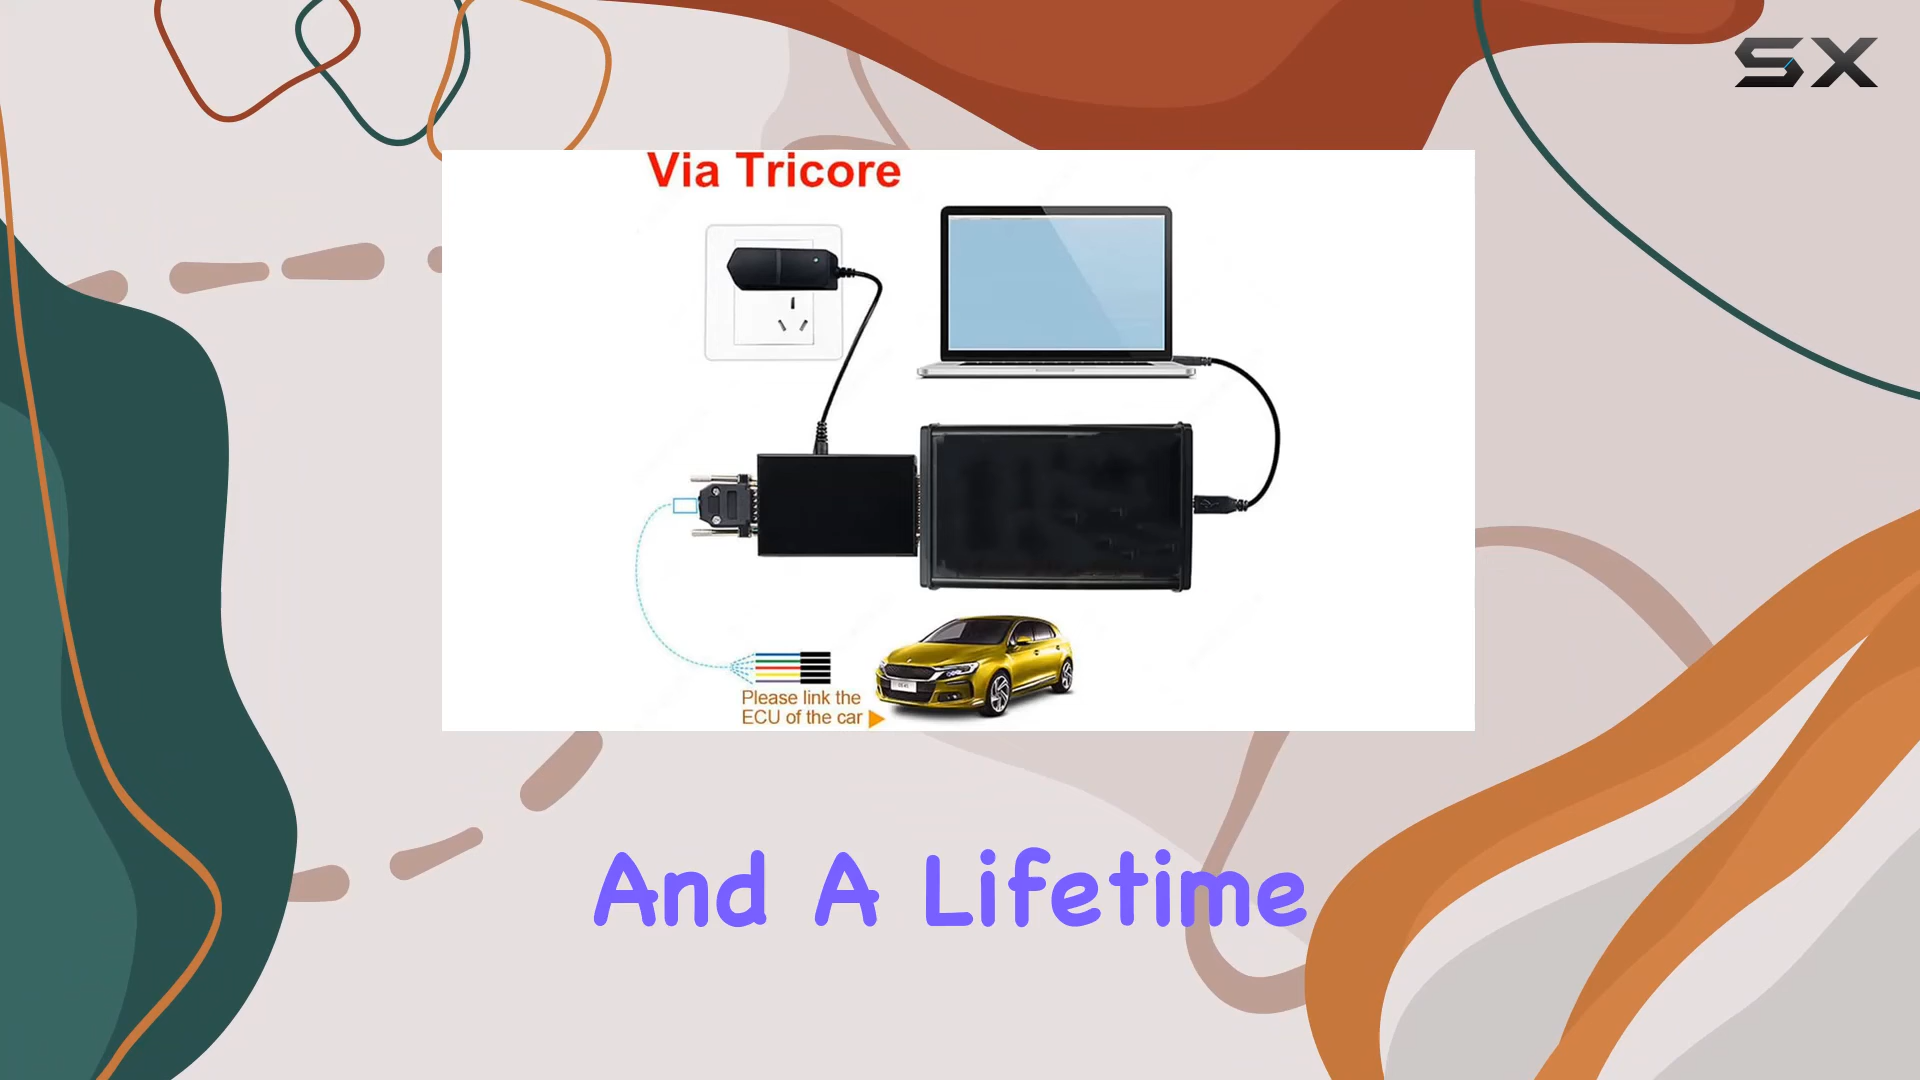 SX
Via Tricore
Please link the
ECU of the car
And A Lifetime